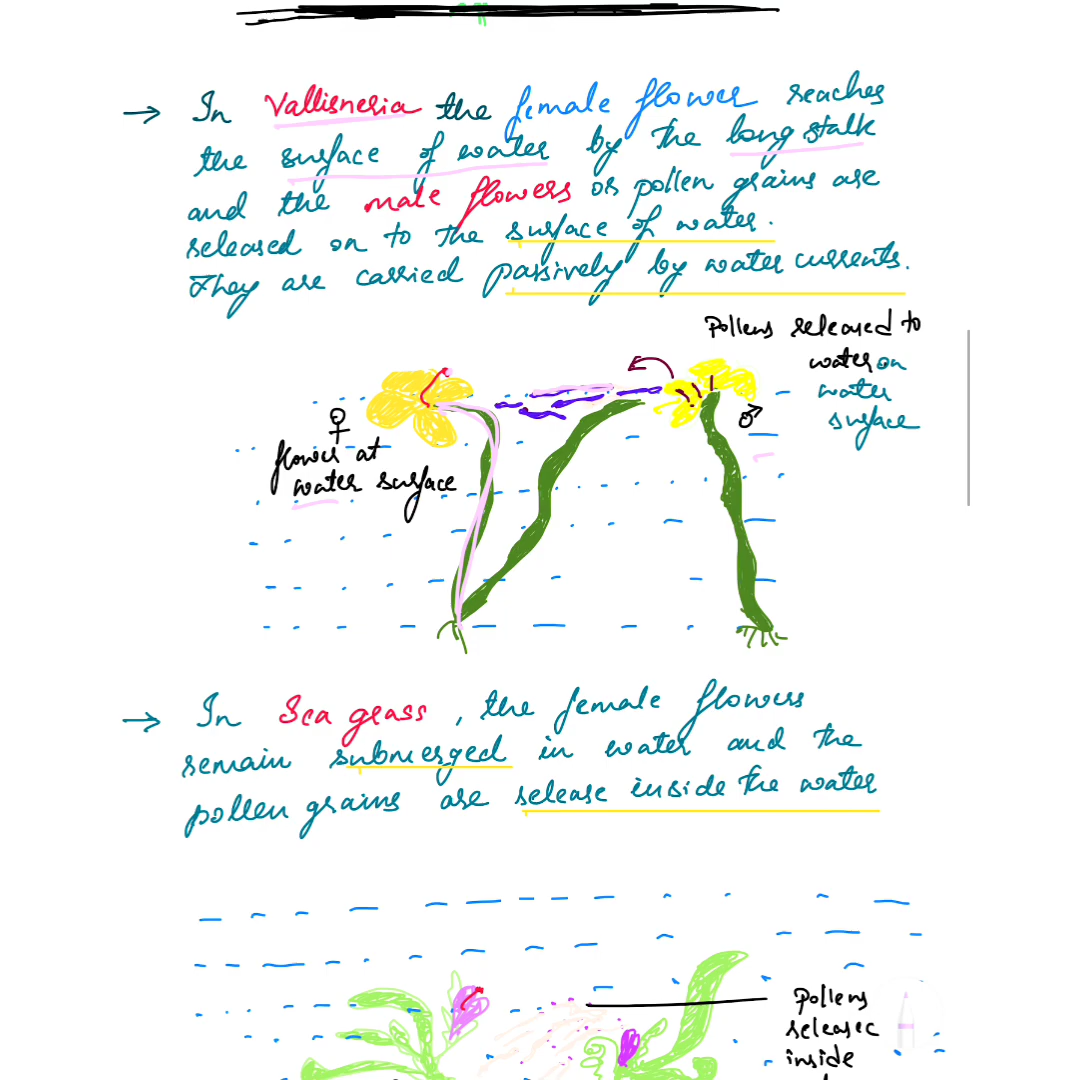 → In Vallisneria the female flower reaches
the surface of water by the long stalk
and the male flowers or pollen grains are
released on to the surface of water.
They are carried passively by water currents.
Pollens released to
water on
water
surface
♀
flower at
water surface
♂
→ In Sea grass, the female flowers
remain submerged in water and the
pollen grains are release inside the water
Pollens
released
inside